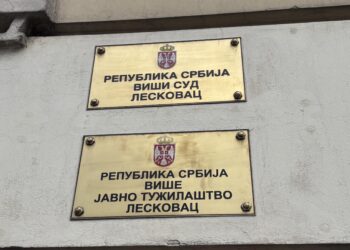 РЕПУБЛИКА СРБИЈА
ВИШИ СУД
ЛЕСКОВАЦ
РЕПУБЛИКА СРБИЈА
ВИШЕ
ЈАВНО ТУЖИЛАШТВО
ЛЕСКОВАЦ